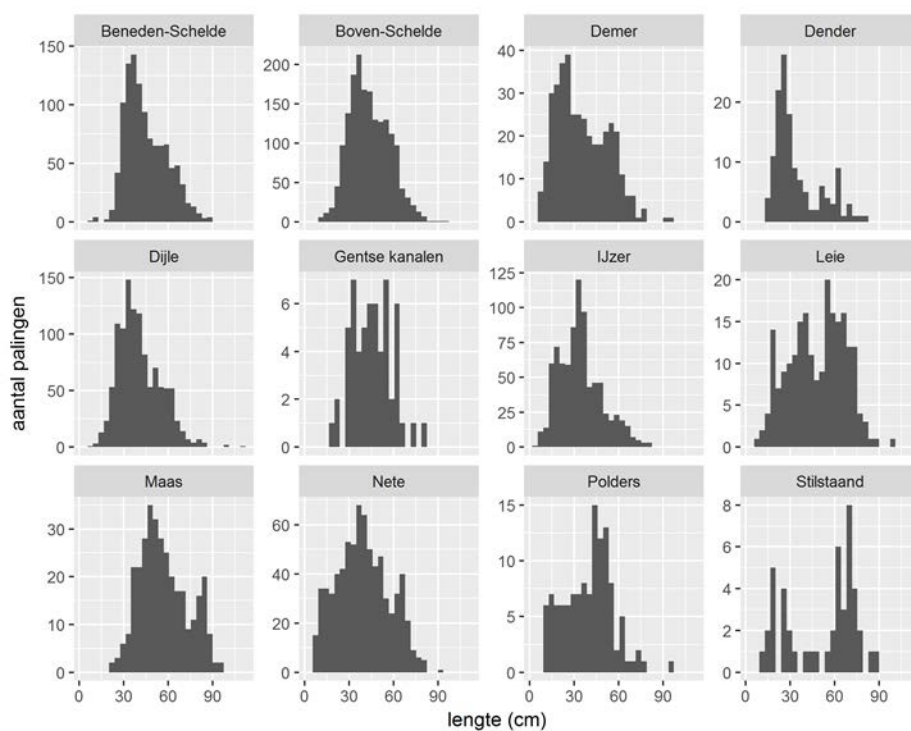 Beneden-Schelde
Boven-Schelde
Demer
Dender
150
100
50
0
200
150
100
50
0
40
30
20
10
0
20
10
0
Dijle
Gentse kanalen
IJzer
Leie
150
100
50
0
6
4
2
0
125
100
75
50
25
0
20
15
10
5
0
Maas
Nete
Polders
Stilstaand
30
20
10
0
60
40
20
0
15
10
5
0
8
6
4
2
0
0 30 60 90
0 30 60 90
0 30 60 90
0 30 60 90
aantal palingen
lengte (cm)